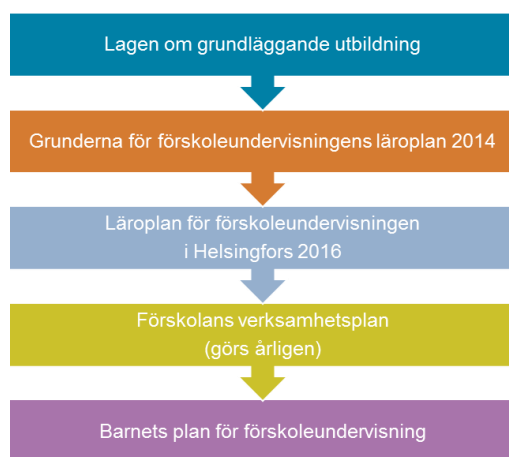 Lagen om grundläggande utbildning
Grunderna för förskoleundervisningens läroplan 2014
Läroplan för förskoleundervisningen
i Helsingfors 2016
Förskolans verksamhetsplan
(görs årligen)
Barnets plan för förskoleundervisning